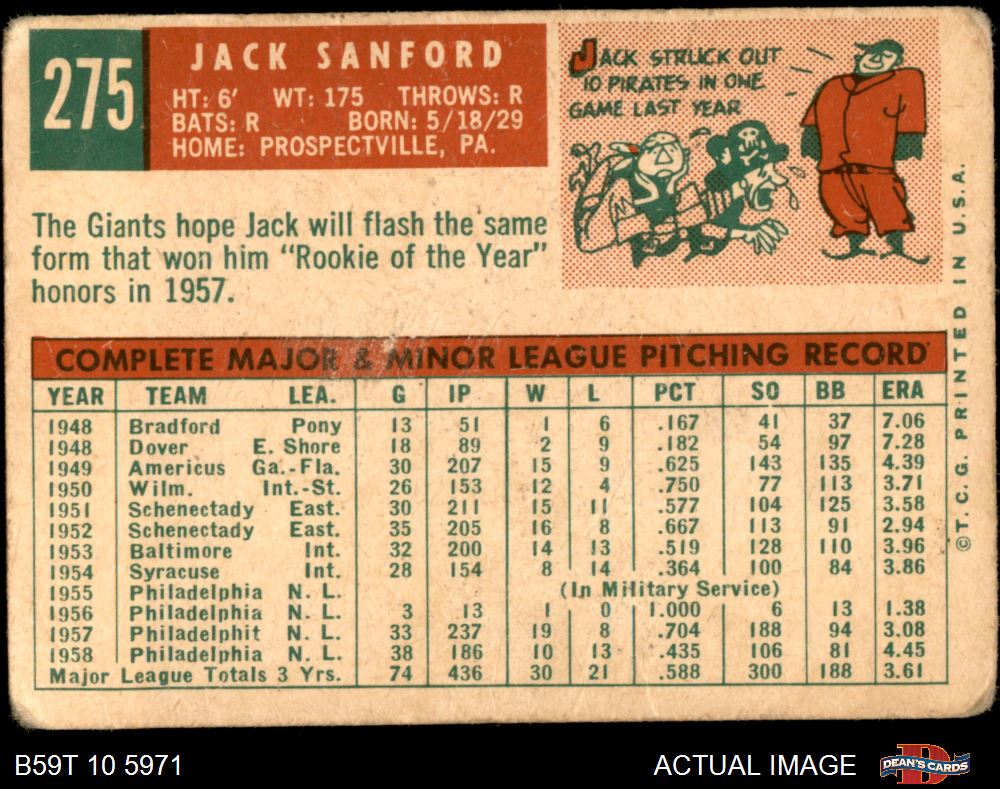 275
JACK SANFORD
HT: 6' WT: 175 THROWS: R
BATS: R BORN: 5/18/29
HOME: PROSPECTVILLE, PA.
JACK STRUCK OUT
10 PIRATES IN ONE
GAME LAST YEAR
The Giants hope Jack will flash the same
form that won him "Rookie of the Year"
honors in 1957.
COMPLETE MAJOR & MINOR LEAGUE PITCHING RECORD
YEAR TEAM LEA. G IP W L PCT SO BB ERA
1948 Bradford Pony 13 51 1 6 .167 41 37 7.06
1948 Dover E. Shore 18 89 2 9 .182 54 97 7.28
1949 Americus Ga.-Fla. 30 207 15 9 .625 143 135 4.39
1950 Wilm. Int.-St. 26 153 12 4 .750 77 113 3.71
1951 Schenectady East. 30 211 15 11 .577 104 125 3.58
1952 Schenectady East. 35 205 16 8 .667 113 91 2.94
1953 Baltimore Int. 32 200 14 13 .519 128 110 3.96
1954 Syracuse Int. 28 154 8 14 .364 100 84 3.86
1955 Philadelphia N. L. (In Military Service)
1956 Philadelphia N. L. 3 13 1 0 1.000 6 13 1.38
1957 Philadelphit N. L. 33 237 19 8 .704 188 94 3.08
1958 Philadelphia N. L. 38 186 10 13 .435 106 81 4.45
Major League Totals 3 Yrs. 74 436 30 21 .588 300 188 3.61
©T.C.G. PRINTED IN U.S.A.
B59T 10 5971
ACTUAL IMAGE
D
DEAN'S CARDS